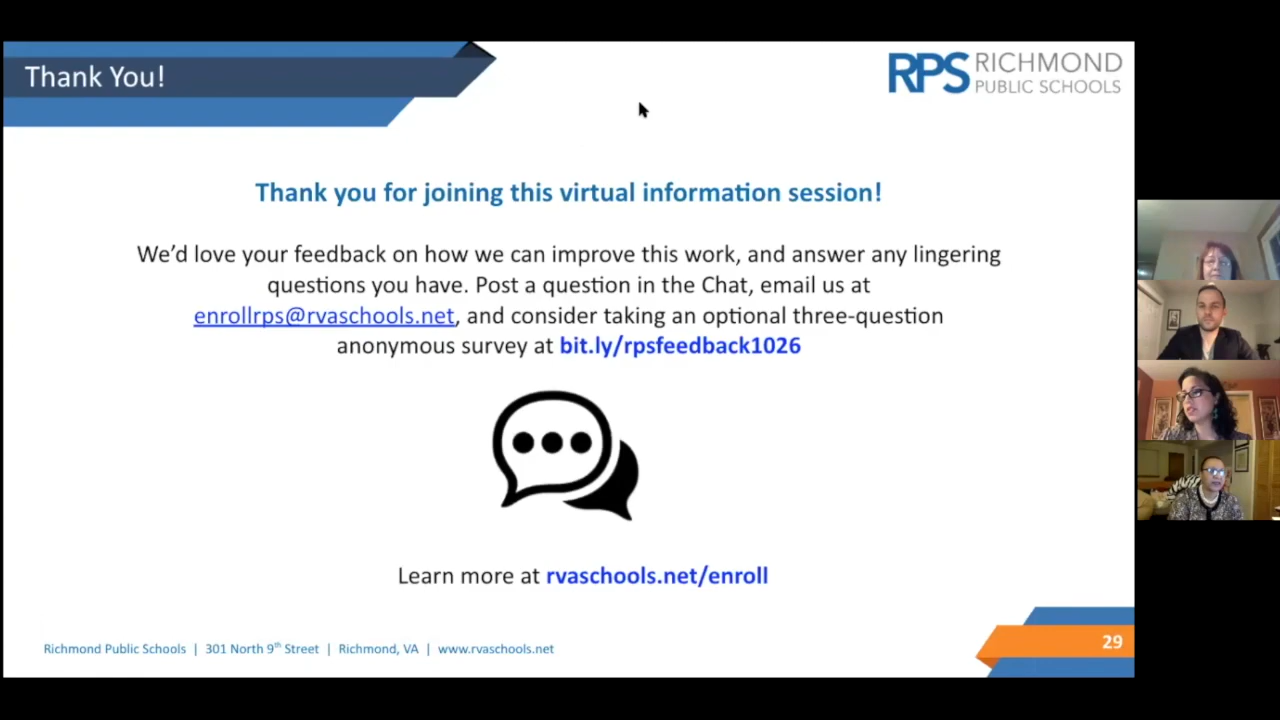 Thank You!
RPS RICHMOND
PUBLIC SCHOOLS
Thank you for joining this virtual information session!
We'd love your feedback on how we can improve this work, and answer any lingering
questions you have. Post a question in the Chat, email us at
enrollrps@rvaschools.net, and consider taking an optional three-question
anonymous survey at bit.ly/rpsfeedback1026
Learn more at rvaschools.net/enroll
Richmond Public Schools | 301 North 9th Street | Richmond, VA | www.rvaschools.net
29